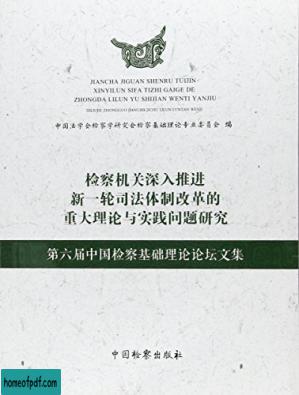 JIANCHA JIGUAN SHENRU TUIJIN
XINYILUN SIFA TIZHI GAIGE DE
ZHONGDA LILUN YU SHIJIAN WENTI YANJIU
中国法学会检察学研究会检察基础理论专业委员会 编
检察机关深入推进
新一轮司法体制改革的
重大理论与实践问题研究
第六届中国检察基础理论论坛文集
中国检察出版社
homeofpdf.com
homeofpdf.com